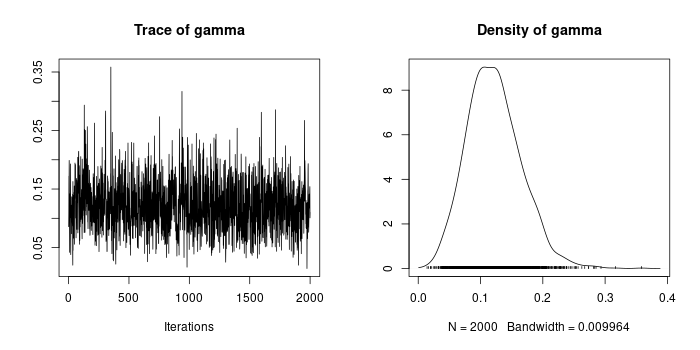 Trace of gamma
0.35
0.25
0.15
0.05
0 500 1000 1500 2000
Iterations
Density of gamma
8
6
4
2
0
0.0 0.1 0.2 0.3 0.4
N = 2000 Bandwidth = 0.009964